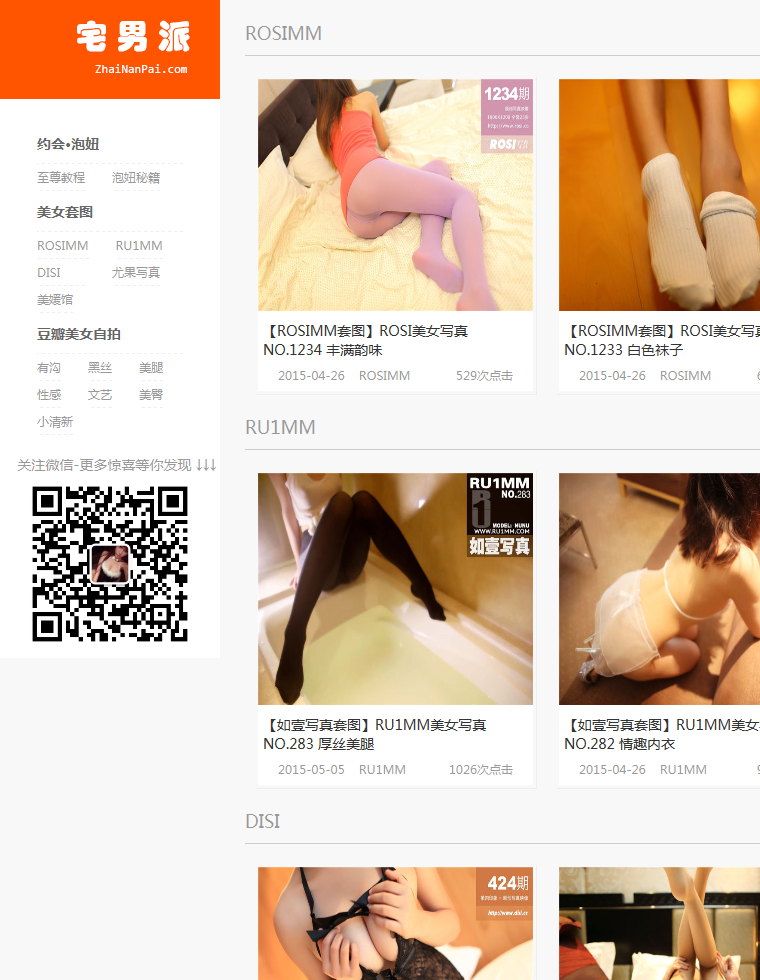 宅男派
ZhaiNanPai.com
约会•泡妞
至尊教程 泡妞秘籍
美女套图
ROSIMM RU1MM
DISI 尤果写真
美媛馆
豆瓣美女自拍
有沟 黑丝 美腿
性感 文艺 美臀
小清新
关注微信-更多惊喜等你发现 ↓↓↓
ROSIMM
1234期
ROSI
【ROSIMM套图】ROSI美女写真
NO.1234 丰满韵味
2015-04-26 ROSIMM 529次点击
【ROSIMM套图】ROSI美女写真
NO.1233 白色袜子
2015-04-26 ROSIMM
RU1MM
RU1MM
NO.283
MODEL: NUNU
WWW.RU1MM.COM
如壹写真
【如壹写真套图】RU1MM美女写真
NO.283 厚丝美腿
2015-05-05 RU1MM 1026次点击
【如壹写真套图】RU1MM美女
NO.282 情趣内衣
2015-04-26 RU1MM
DISI
424期
http://www.disi.cc